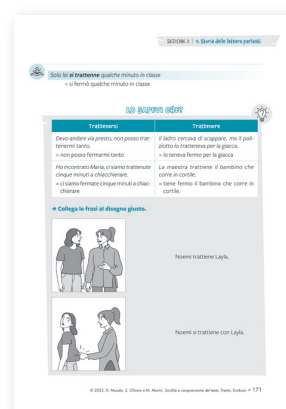 SEZIONE 2 | 4. Storia delle lettere parlanti
Solo lei si trattenne qualche minuto in classe
= si fermò qualche minuto in classe
LO SAPEVI CHE?
Trattenersi
Trattenere
Devo andare via presto, non posso trat-
tenermi tanto.
= non posso fermarmi tanto
Il ladro cercava di scappare, ma il poli-
ziotto lo tratteneva per la giacca.
= lo teneva fermo per la giacca
Ho incontrato Maria, ci siamo trattenute
cinque minuti a chiacchierare.
= ci siamo fermate cinque minuti a chiac-
chierare
La maestra trattiene il bambino che
corre in cortile.
= tiene fermo il bambino che corre in
cortile.
→ Collega le frasi al disegno giusto.
Noemi trattiene Layla.
Noemi si trattiene con Layla.